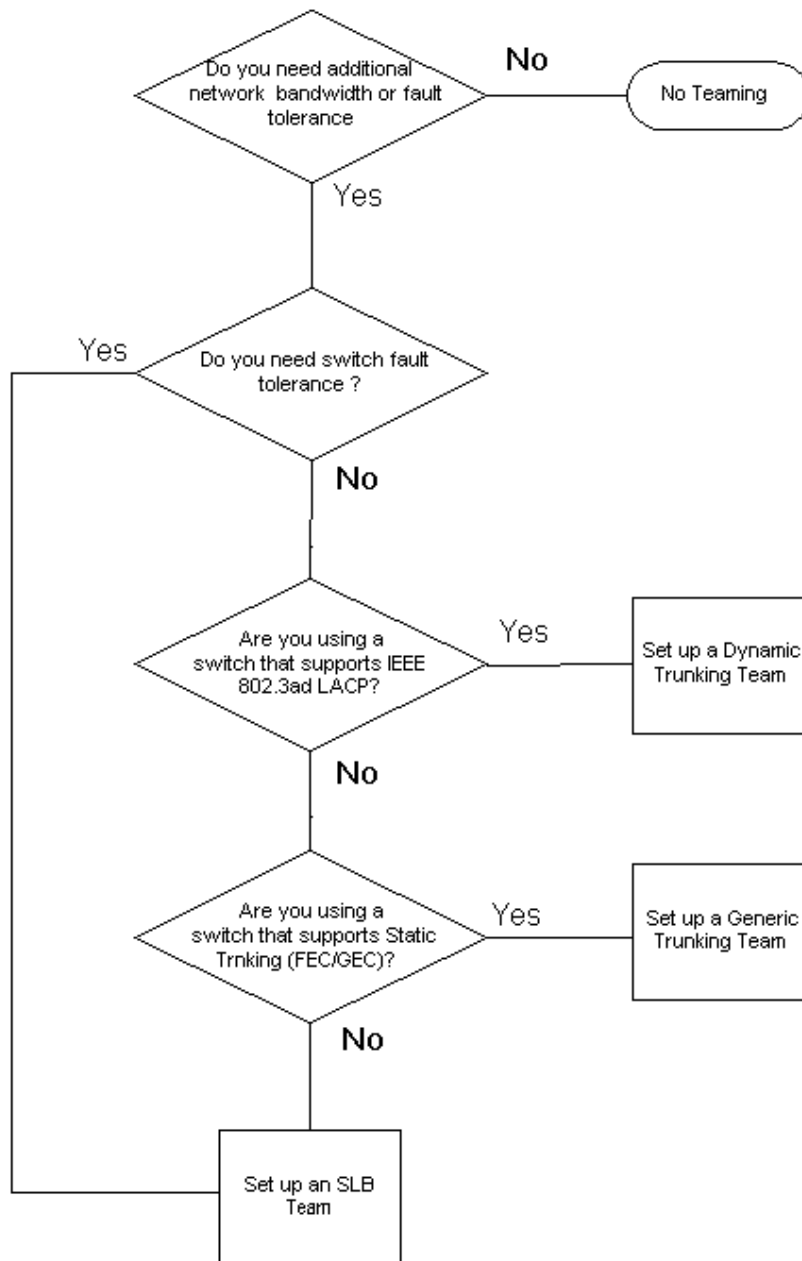 Do you need additional
network bandwidth or fault
tolerance
No
No Teaming
Yes
Yes
Do you need switch fault
tolerance ?
No
Are you using a
switch that supports IEEE
802.3ad LACP?
Yes
Set up a Dynamic
Trunking Team
No
Are you using a
switch that supports Static
Trnking (FEC/GEC)?
Yes
Set up a Generic
Trunking Team
No
Set up an SLB
Team